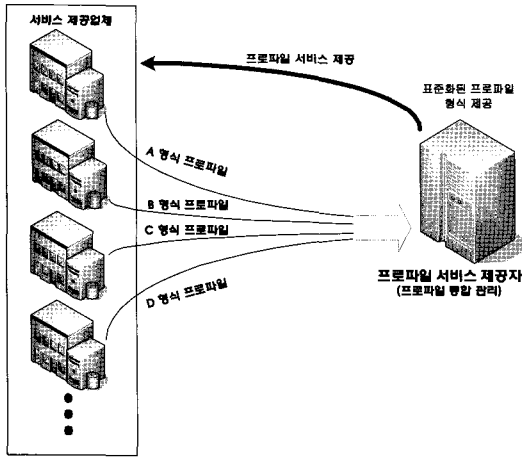 서비스 제공업체
프로파일 서비스 제공
표준화된 프로파일
형식 제공
A 형식 프로파일
B 형식 프로파일
C 형식 프로파일
D 형식 프로파일
프로파일 서비스 제공자
(프로파일 통합 관리)